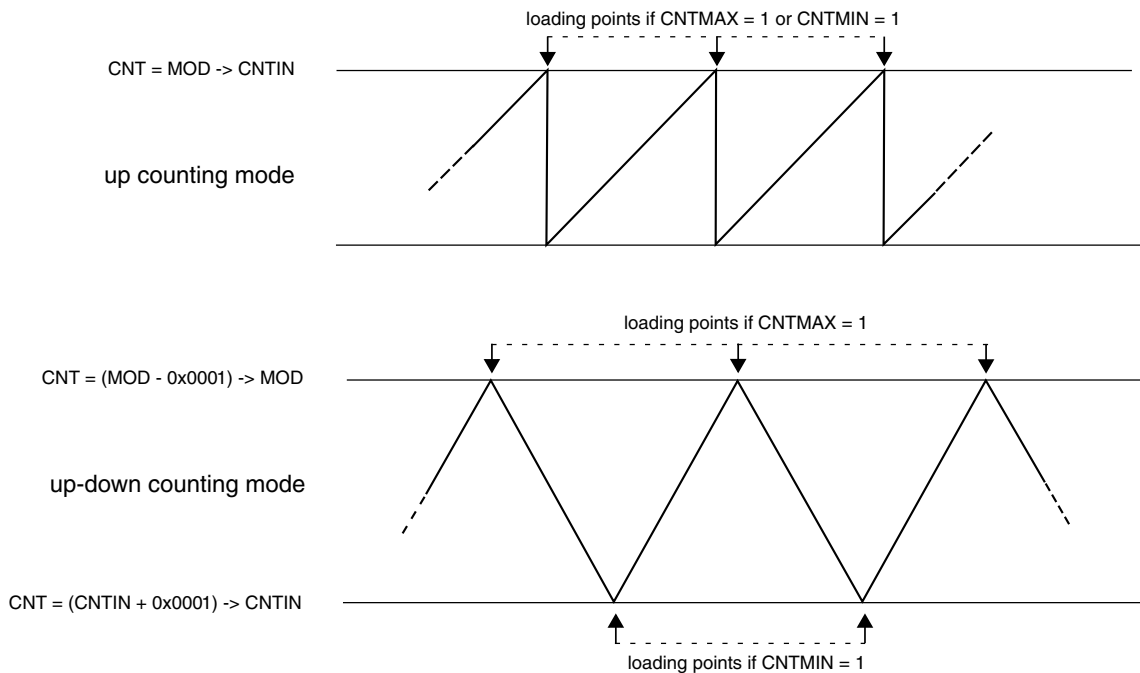 loading points if CNTMAX = 1 or CNTMIN = 1
CNT = MOD -> CNTIN
up counting mode
loading points if CNTMAX = 1
CNT = (MOD - 0x0001) -> MOD
up-down counting mode
CNT = (CNTIN + 0x0001) -> CNTIN
loading points if CNTMIN = 1